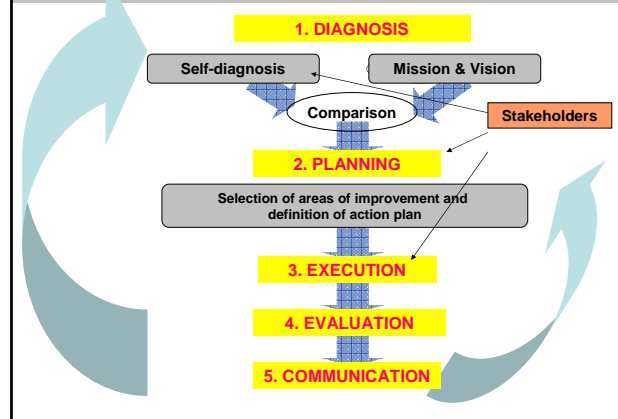 1. DIAGNOSIS
Self-diagnosis
Mission & Vision
Comparison
Stakeholders
2. PLANNING
Selection of areas of improvement and
definition of action plan
3. EXECUTION
4. EVALUATION
5. COMMUNICATION